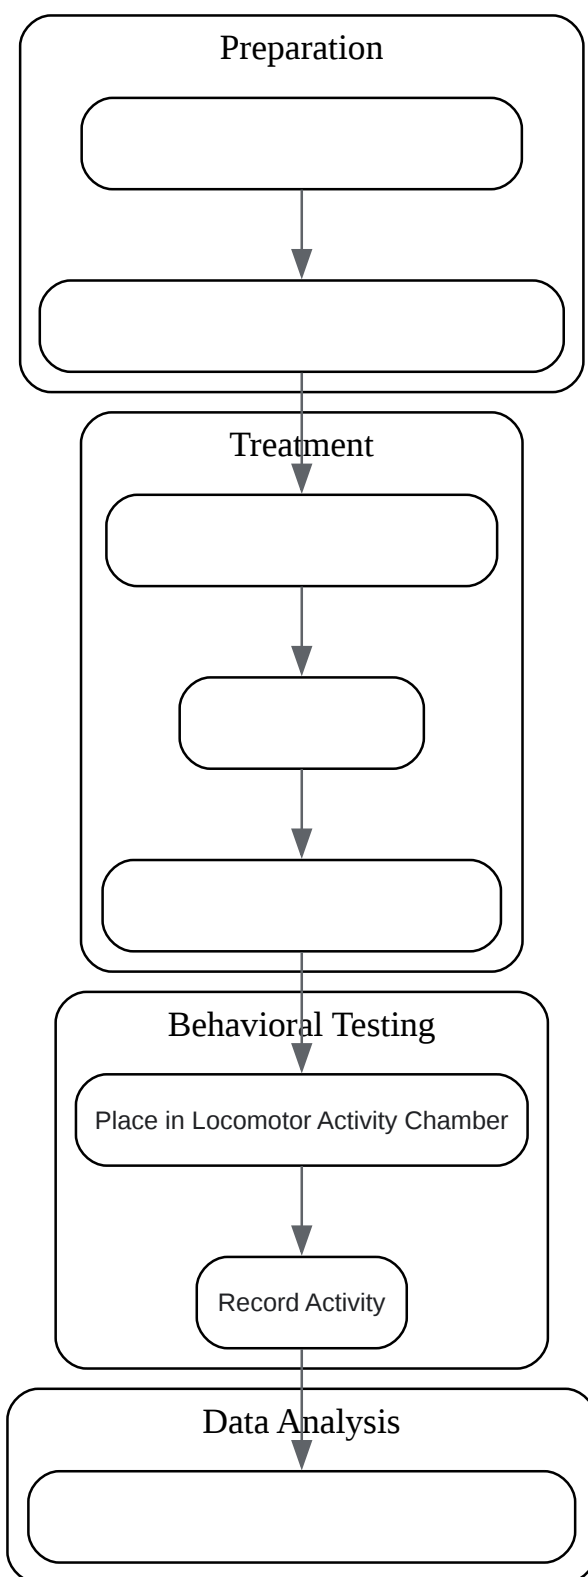 Preparation
Treatment
Behavioral Testing
Place in Locomotor Activity Chamber
Record Activity
Data Analysis